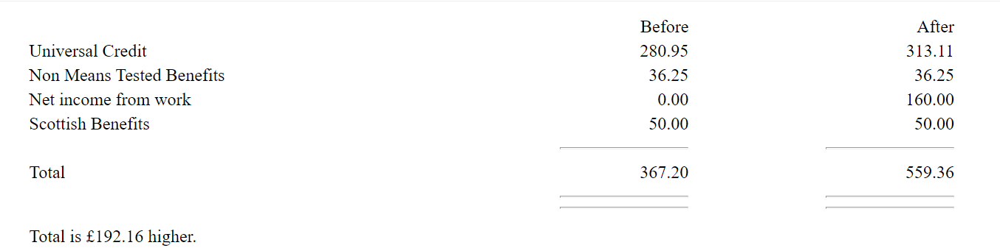 Before After
Universal Credit 280.95 313.11
Non Means Tested Benefits 36.25 36.25
Net income from work 0.00 160.00
Scottish Benefits 50.00 50.00
Total 367.20 559.36
Total is £192.16 higher.